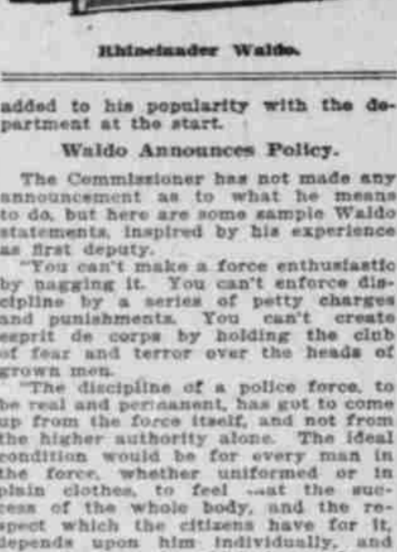 Rhinelander Waldo.
added to his popularity with the de-
partment at the start.
Waldo Announces Policy.
The Commissioner has not made any
announcement as to what he means
to do, but here are some sample Waldo
statements, inspired by his experience
as first deputy.
"You can't make a force enthusiastic
by nagging it. You can't enforce dis-
cipline by a series of petty charges
and punishments. You can't create
esprit de corps by holding the club
of fear and terror over the heads of
grown men.
"The discipline of a police force, to
be real and permanent, has got to come
up from the force itself, and not from
the higher authority alone. The ideal
condition would be for every man in
the force, whether uniformed or in
plain clothes, to feel that the suc-
cess of the whole body, and the re-
spect which the citizens have for it,
depends upon him individually, and